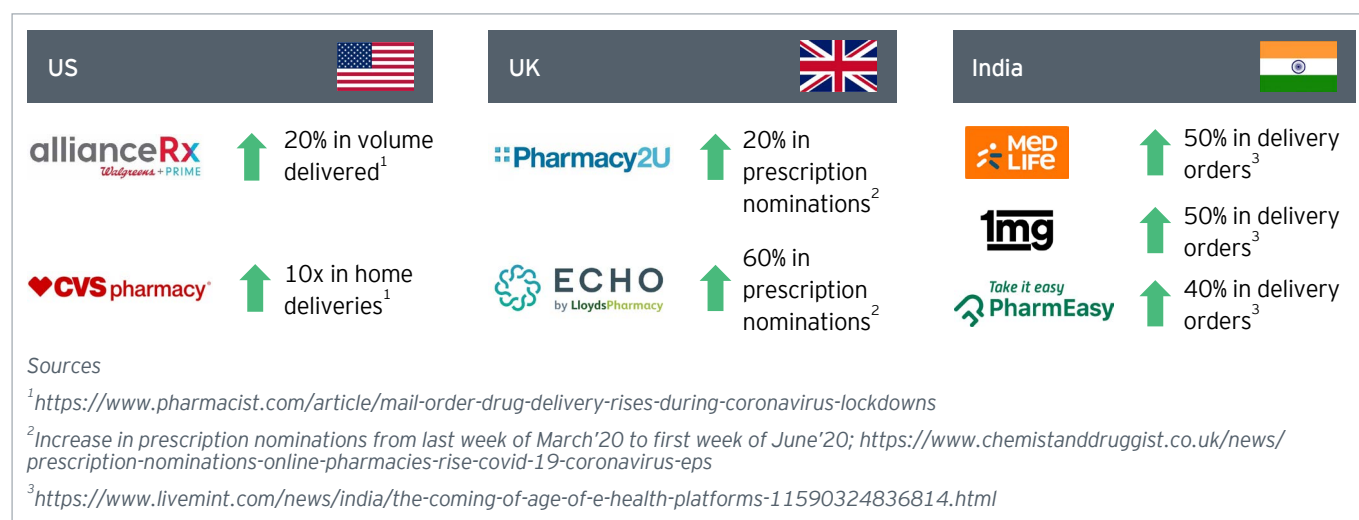 US
UK
India
allianceRx
Walgreens + PRIME
20% in volume
delivered1
CVS pharmacy
10x in home
deliveries1
Pharmacy2U
20% in
prescription
nominations2
ECHO
by LloydsPharmacy
60% in
prescription
nominations2
MeD
LiFe
50% in delivery
orders3
1mg
50% in delivery
orders3
Take it easy
PharmEasy
40% in delivery
orders3
Sources
1https://www.pharmacist.com/article/mail-order-drug-delivery-rises-during-coronavirus-lockdowns
2Increase in prescription nominations from last week of March'20 to first week of June'20; https://www.chemistanddruggist.co.uk/news/
prescription-nominations-online-pharmacies-rise-covid-19-coronavirus-eps
3https://www.livemint.com/news/india/the-coming-of-age-of-e-health-platforms-11590324836814.html